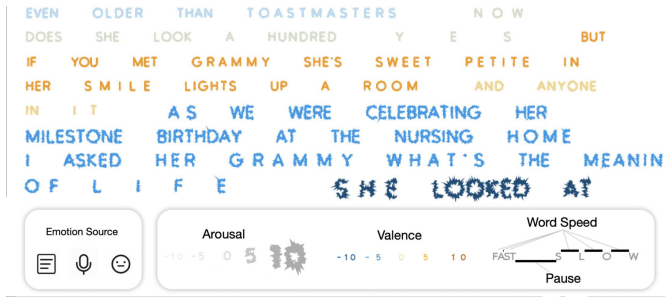 EVEN OLDER THAN TOASTMASTERS NOW
DOES SHE LOOK A HUNDRED YES BUT
IF YOU MET GRAMMY SHE'S SWEET PETITE IN
HER SMILE LIGHTS UP A ROOM AND ANYONE
IN IT AS WE WERE CELEBRATING HER
MILESTONE BIRTHDAY AT THE NURSING HOME
I ASKED HER GRAMMY WHAT'S THE MEANIN
OF LIFE SHE LOOKED AT
Emotion Source
Arousal
-10 -5 0 5 10
Valence
-10 -5 0 5 10
Word Speed
FAST SLOW
Pause